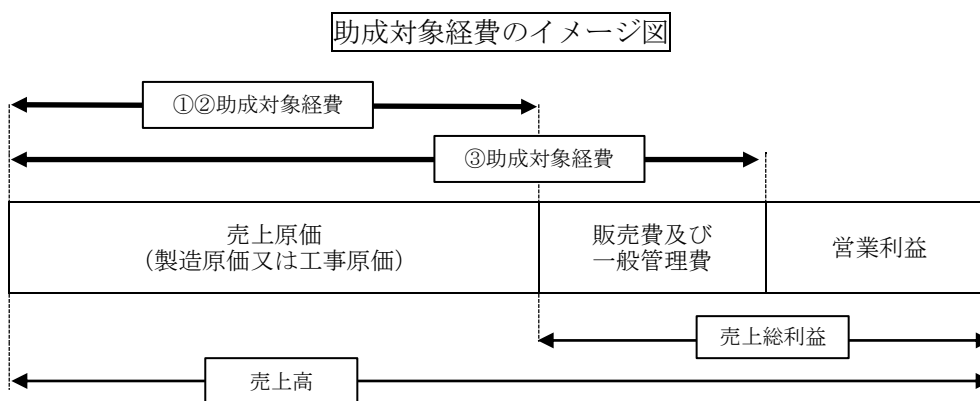 助成対象経費のイメージ図
①②助成対象経費
③助成対象経費
売上原価
（製造原価又は工事原価）
販売費及び
一般管理費
営業利益
売上総利益
売上高